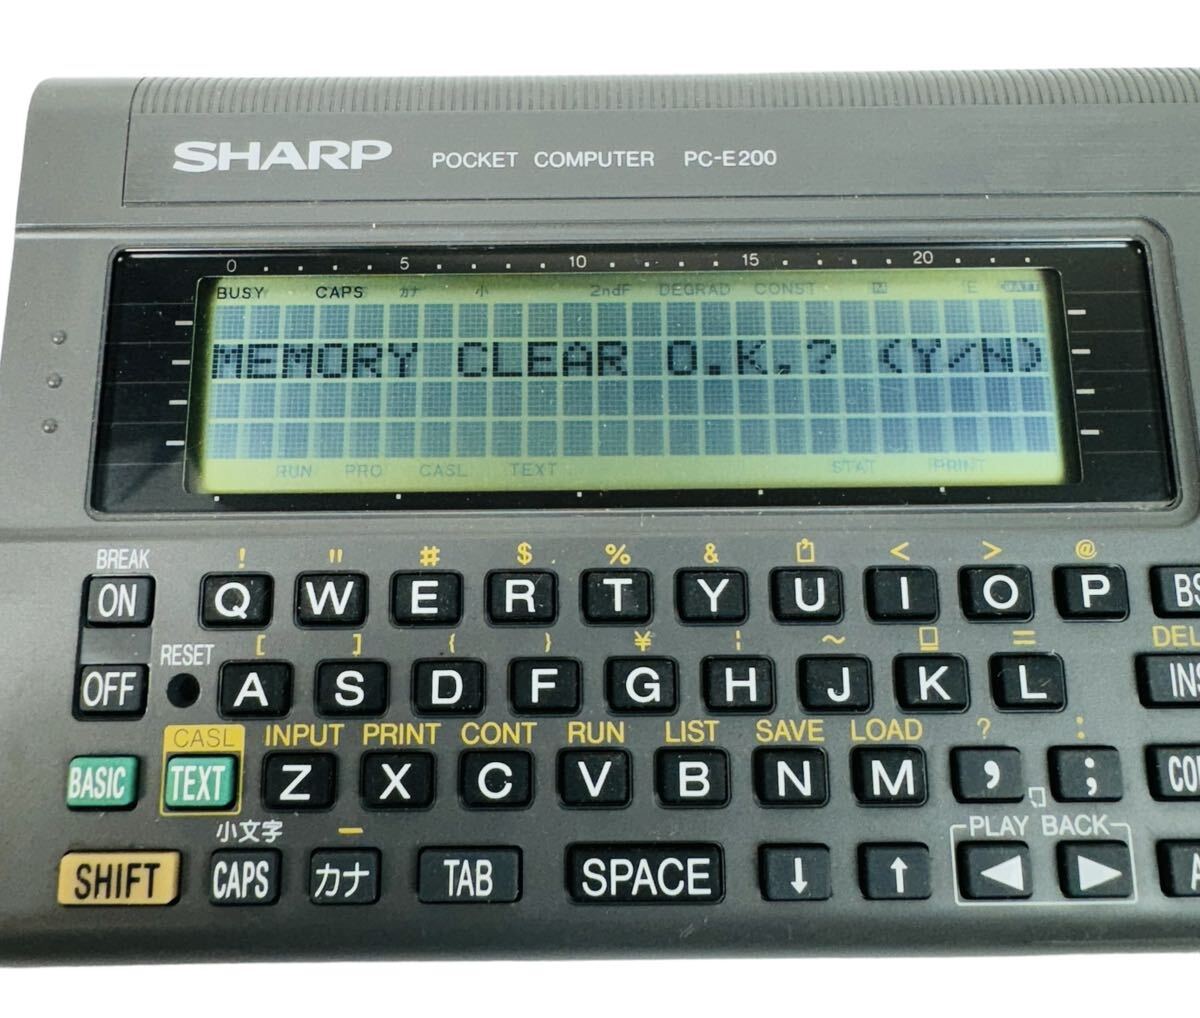 SHARP POCKET COMPUTER PC-E200
0 5 10 15 20
BUSY CAPS カナ 小 2ndF DEGRAD CONST M E BATT
MEMORY CLEAR O.K.? <Y/N>
RUN PRO CASL TEXT STAT PRINT
BREAK ! " # $ % & < > @
ON Q W E R T Y U I O P BS
RESET [ ] { } ¥ ¦ ~ = DEL
OFF A S D F G H J K L INS
CASL INPUT PRINT CONT RUN LIST SAVE LOAD ? :
BASIC TEXT Z X C V B N M , ;
小文字 PLAY BACK
SHIFT CAPS カナ TAB SPACE ↓ ↑ ◀ ▶ A